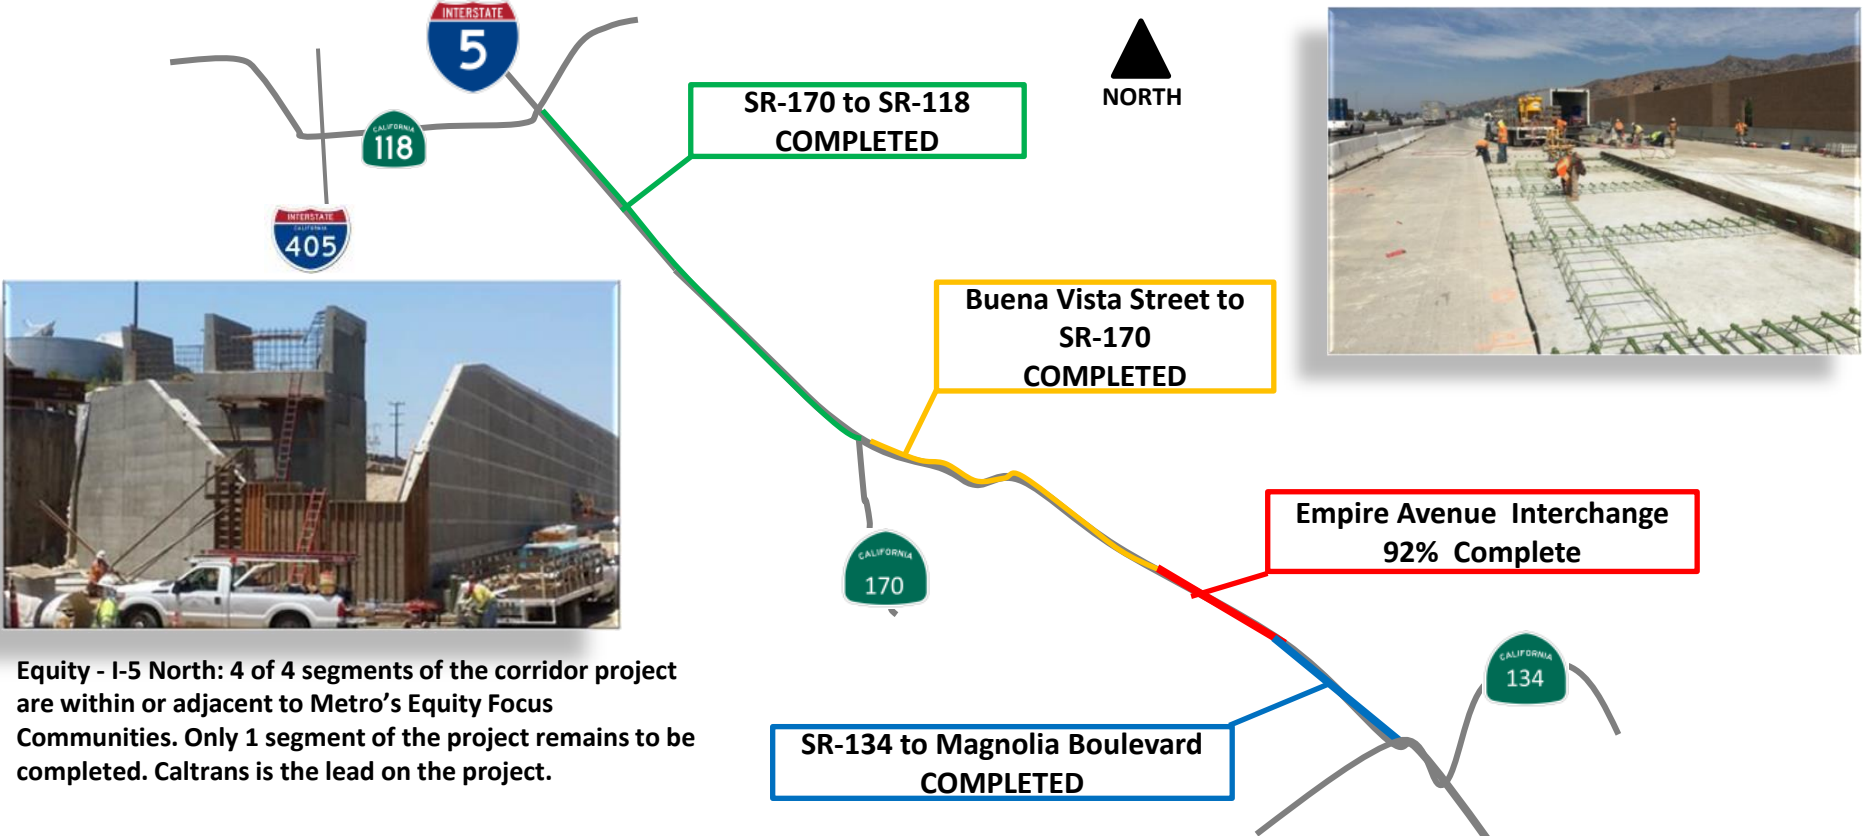 INTERSTATE
5
NORTH
SR-170 to SR-118
COMPLETED
CALIFORNIA
118
INTERSTATE
CALIFORNIA
405
Buena Vista Street to
SR-170
COMPLETED
Empire Avenue Interchange
92% Complete
CALIFORNIA
170
CALIFORNIA
134
SR-134 to Magnolia Boulevard
COMPLETED
Equity - I-5 North: 4 of 4 segments of the corridor project
are within or adjacent to Metro's Equity Focus
Communities. Only 1 segment of the project remains to be
completed. Caltrans is the lead on the project.